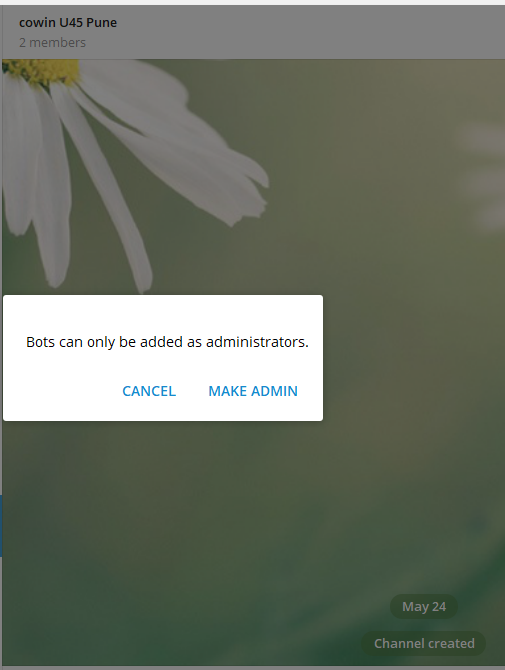 cowin U45 Pune
2 members
Bots can only be added as administrators.
CANCEL MAKE ADMIN
May 24
Channel created